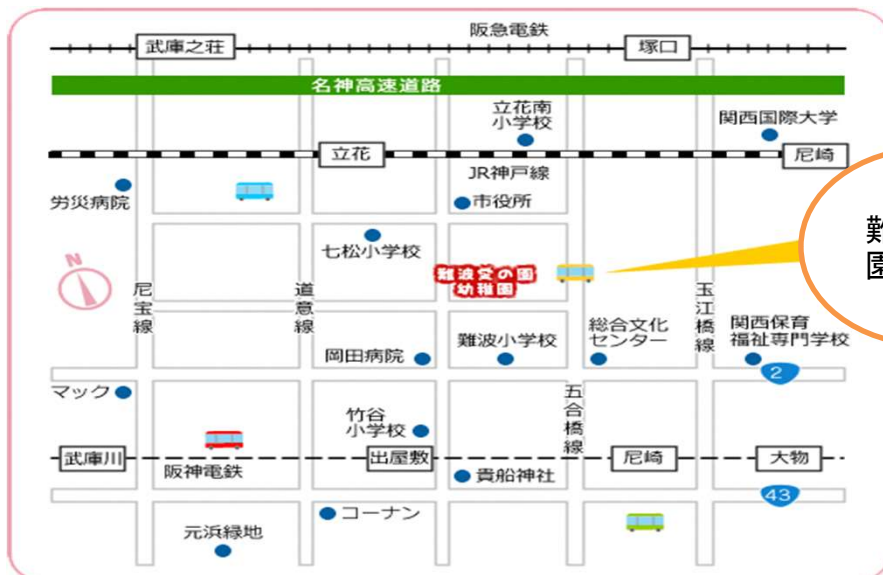 阪急電鉄
武庫之荘
塚口
名神高速道路
立花南
小学校
関西国際大学
立花
尼崎
JR神戸線
労災病院
市役所
七松小学校
N
難波愛の園
幼稚園
難
園
尼宝線
道意線
玉江橋線
岡田病院
難波小学校
総合文化
センター
関西保育
福祉専門学校
2
マック
五合橋線
竹谷
小学校
武庫川
阪神電鉄
出屋敷
貴船神社
尼崎
大物
43
コーナン
元浜緑地